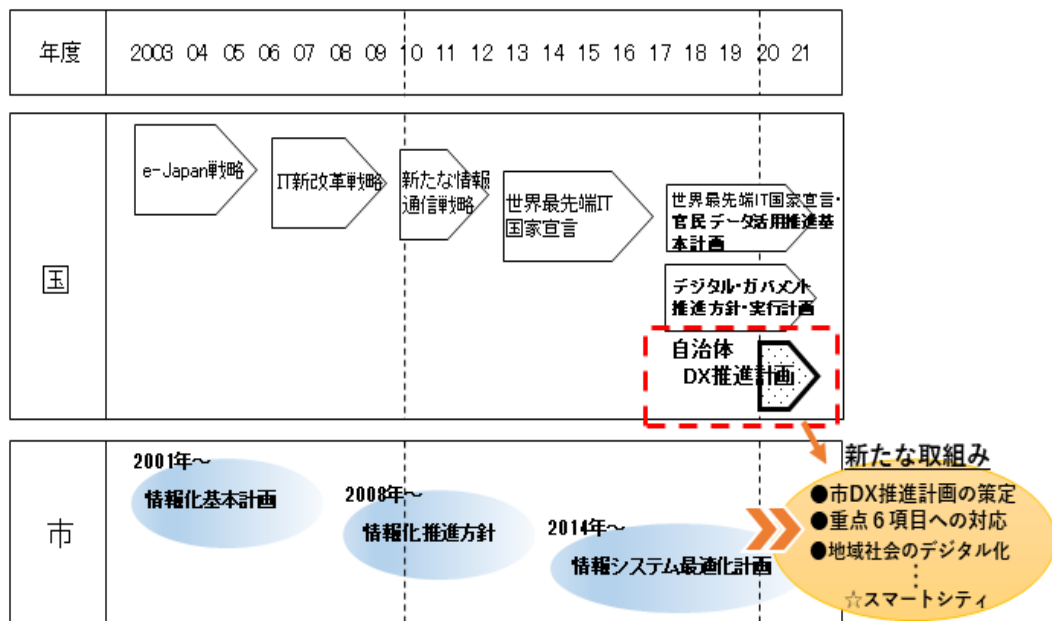 年度
2003 04 05 06 07 08 09 10 11 12 13 14 15 16 17 18 19 20 21
国
e-Japan戦略
IT新改革戦略
新たな情報
通信戦略
世界最先端IT
国家宣言
世界最先端IT国家宣言・
官民データ活用推進基
本計画
デジタル・ガバメント
推進方針・実行計画
自治体
DX推進計画
市
2001年～
情報化基本計画
2008年～
情報化推進方針
2014年～
情報システム最適化計画
新たな取組み
●市DX推進計画の策定
●重点６項目への対応
●地域社会のデジタル化
⋮
☆スマートシティ